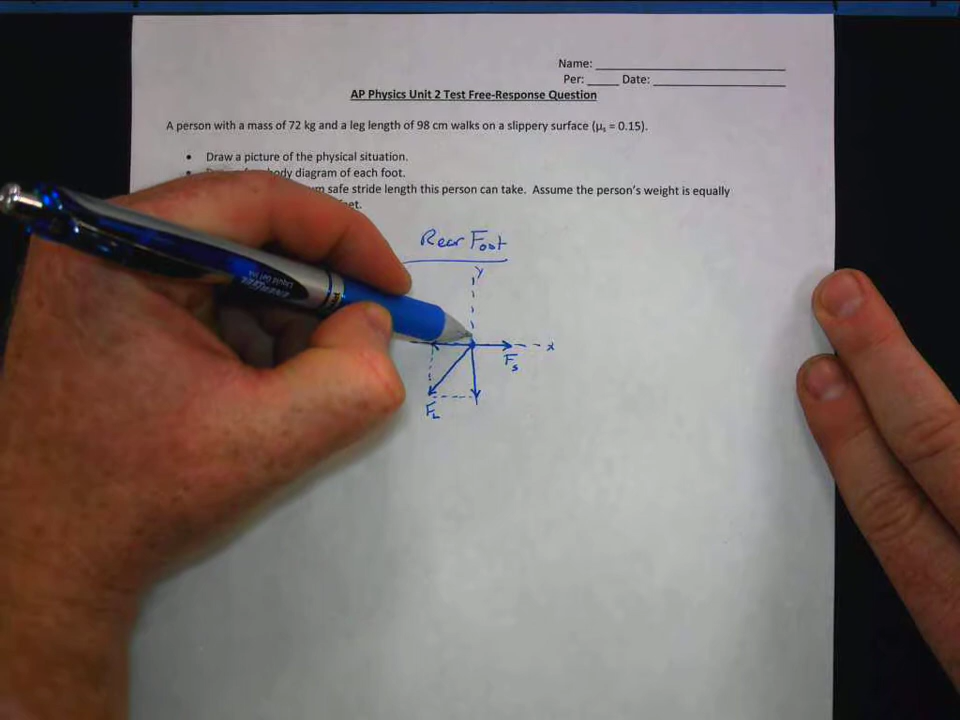 Name: ____
Per: ____ Date: ____
AP Physics Unit 2 Test Free-Response Question
A person with a mass of 72 kg and a leg length of 98 cm walks on a slippery surface (μs = 0.15).
• Draw a picture of the physical situation.
body diagram of each foot.
safe stride length this person can take. Assume the person's weight is equally
Rear Foot
y
x
Fs
FL